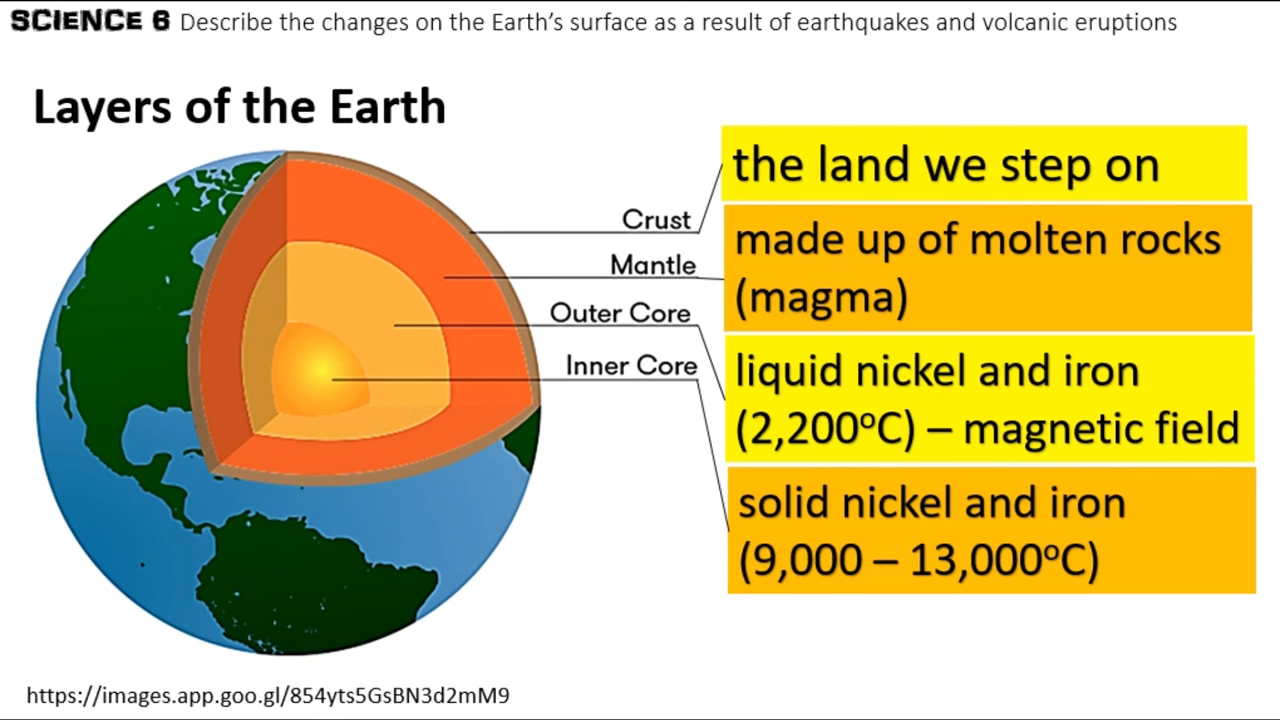 SCIENCE 6 Describe the changes on the Earth’s surface as a result of earthquakes and volcanic eruptions
Layers of the Earth
Crust
the land we step on
Mantle
made up of molten rocks
(magma)
Outer Core
liquid nickel and iron
(2,200ºC) – magnetic field
Inner Core
solid nickel and iron
(9,000 – 13,000ºC)
https://images.app.goo.gl/854yts5GsBN3d2mM9